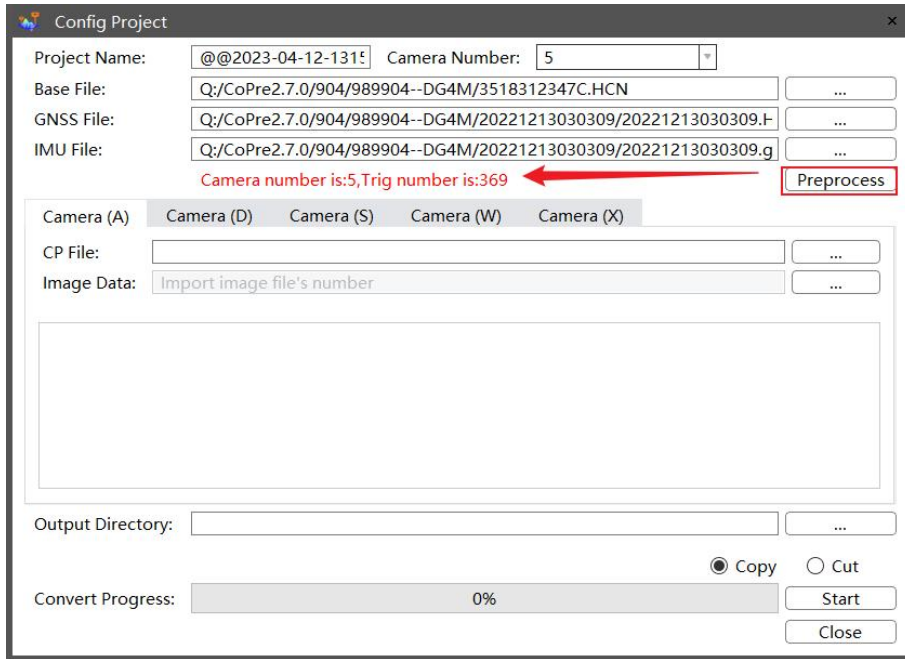 Config Project
Project Name: @@2023-04-12-1315 Camera Number: 5
Base File: Q:/CoPre2.7.0/904/989904--DG4M/3518312347C.HCN ...
GNSS File: Q:/CoPre2.7.0/904/989904--DG4M/20221213030309/20221213030309.H ...
IMU File: Q:/CoPre2.7.0/904/989904--DG4M/20221213030309/20221213030309.g ...
Camera number is:5,Trig number is:369 Preprocess
Camera (A) Camera (D) Camera (S) Camera (W) Camera (X)
CP File: ...
Image Data: Import image file's number ...
Output Directory: ...
Copy Cut
Convert Progress: 0% Start
Close